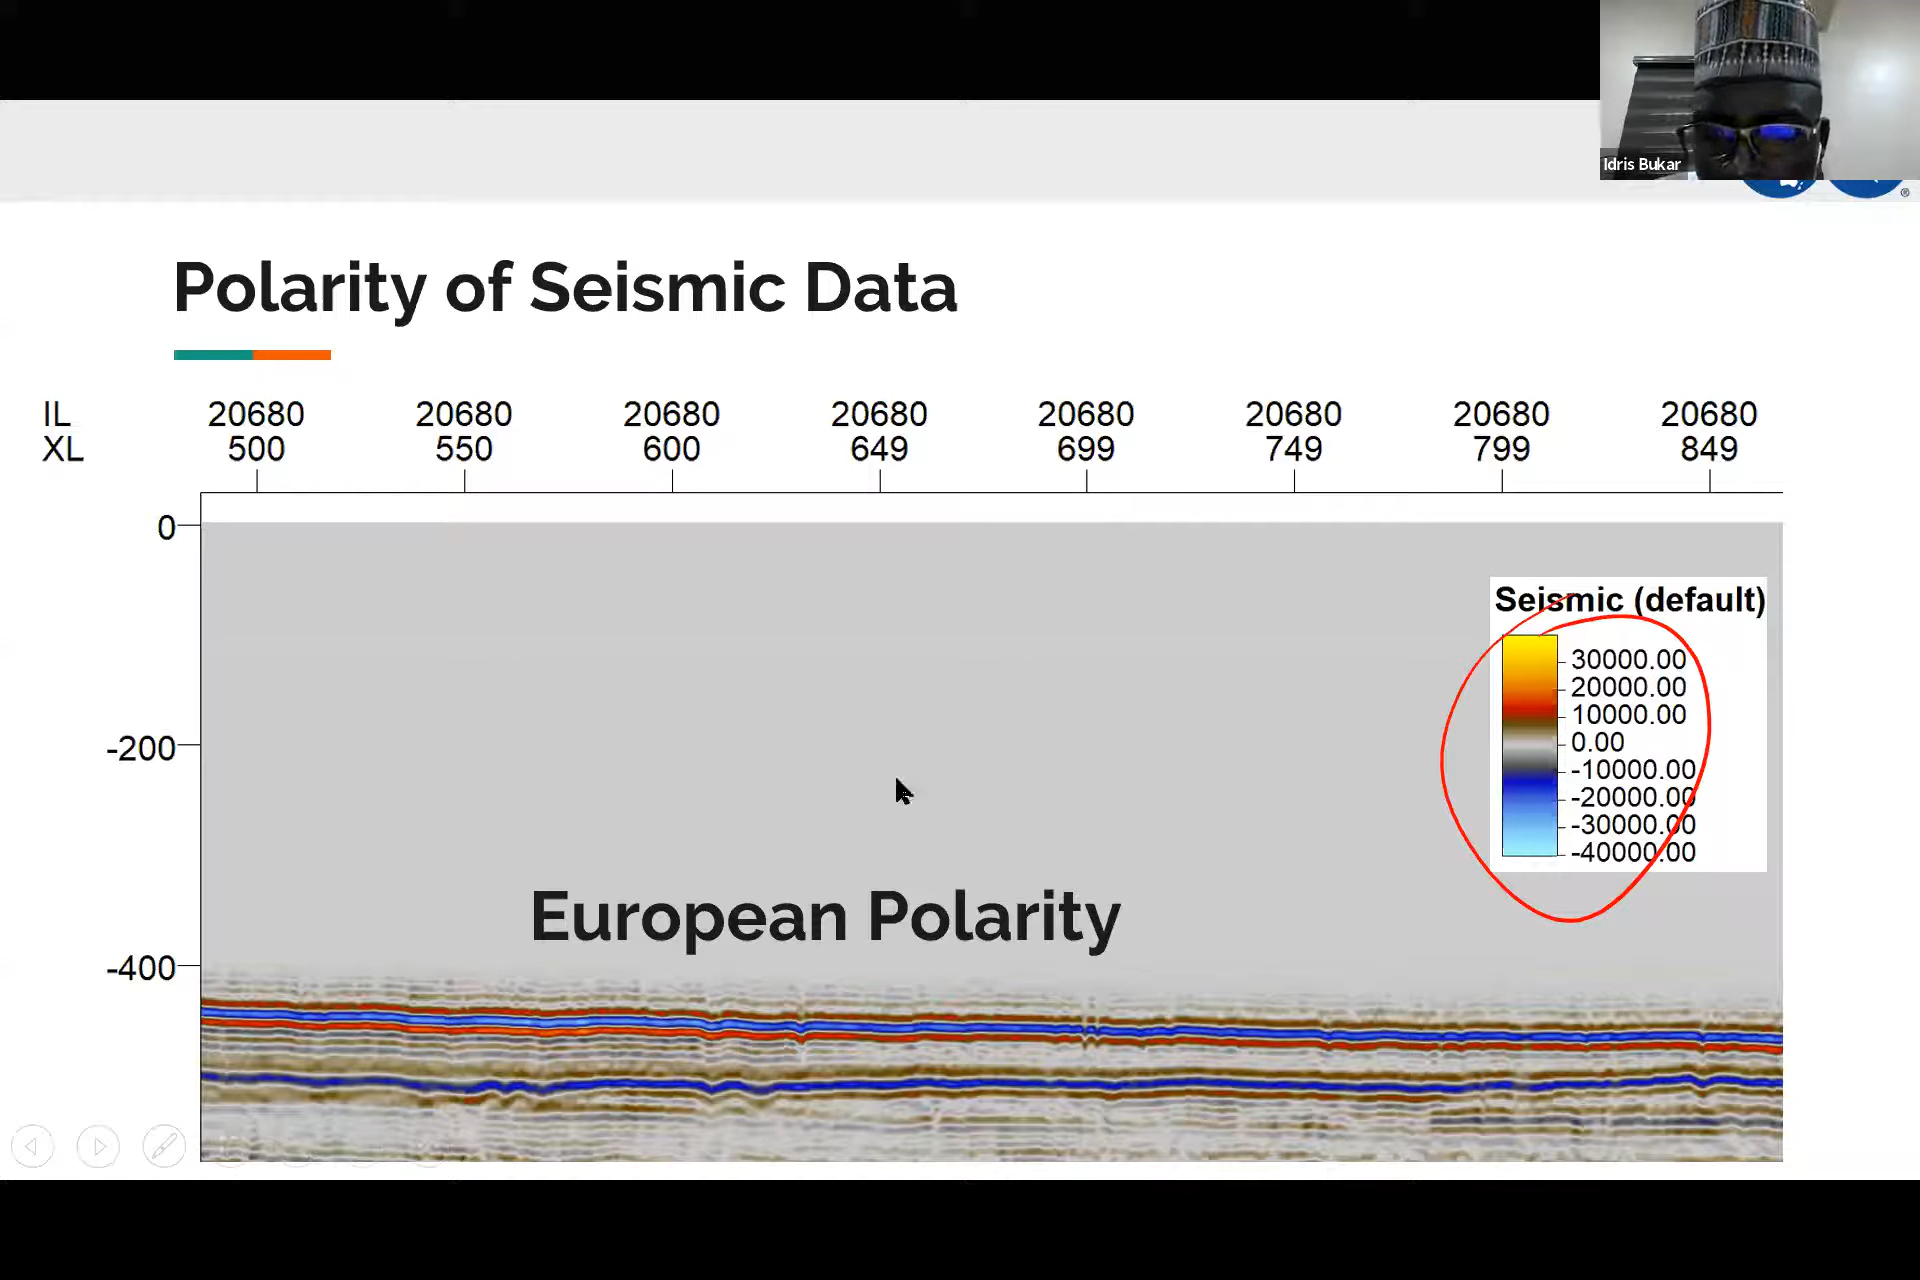 Idris Bukar
®
Polarity of Seismic Data
IL 20680 20680 20680 20680 20680 20680 20680 20680
XL 500 550 600 649 699 749 799 849
0
Seismic (default)
30000.00
20000.00
10000.00
-200
0.00
-10000.00
-20000.00
-30000.00
-40000.00
European Polarity
-400